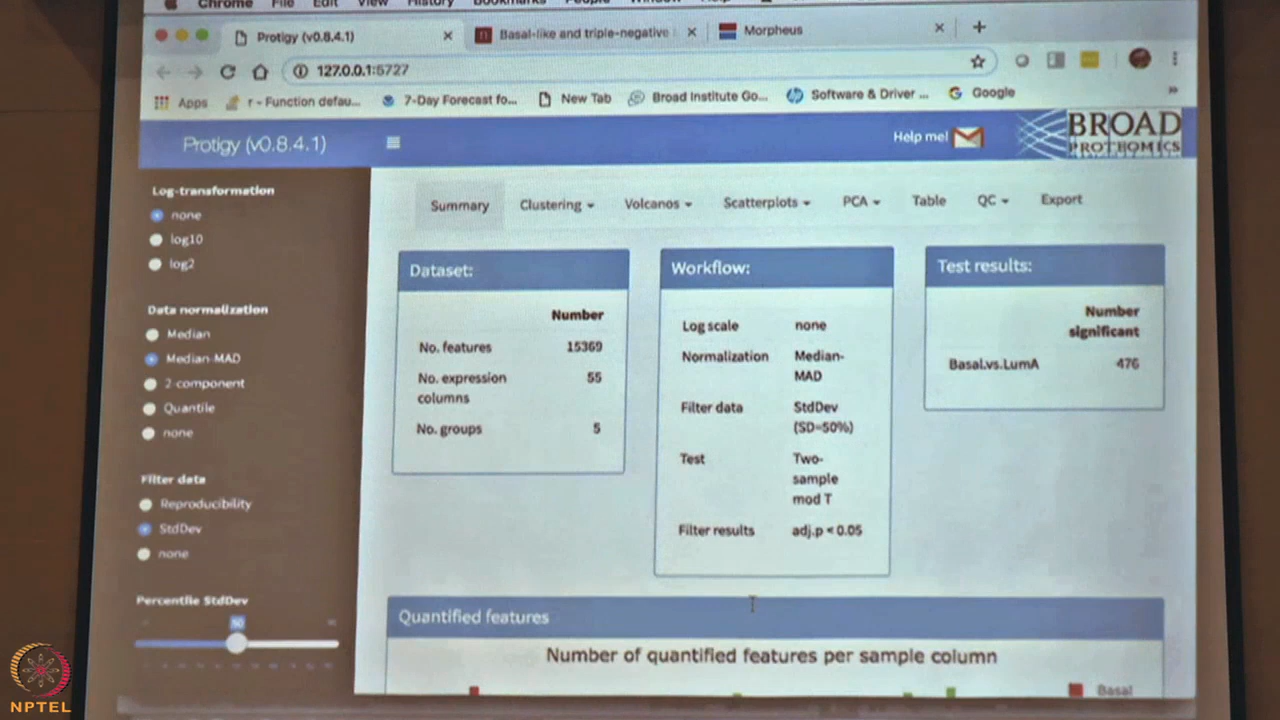 Chrome File Edit View History Bookmarks People Window Help
Protigy (v0.8.4.1)
Basal-like and triple-negative
Morpheus
127.0.0.1:5727
Apps
r - Function defau...
7-Day Forecast fo...
New Tab
Broad Institute Go...
Software & Driver ...
Google
Protigy (v0.8.4.1)
Help me!
BROAD
PROTEOMICS
Log-transformation
none
log10
log2
Data normalization
Median
Median-MAD
2-component
Quantile
none
Filter data
Reproducibility
StdDev
none
Percentile StdDev
50
Summary Clustering Volcanos Scatterplots PCA Table QC Export
Dataset:
Number
No. features 15369
No. expression 55
columns
No. groups 5
Workflow:
Log scale none
Normalization Median-
MAD
Filter data StdDev
(SD=50%)
Test Two-
sample
mod T
Filter results adj.p < 0.05
Test results:
Number
significant
Basal.vs.LumA 476
Quantified features
Number of quantified features per sample column
Basal
NPTEL